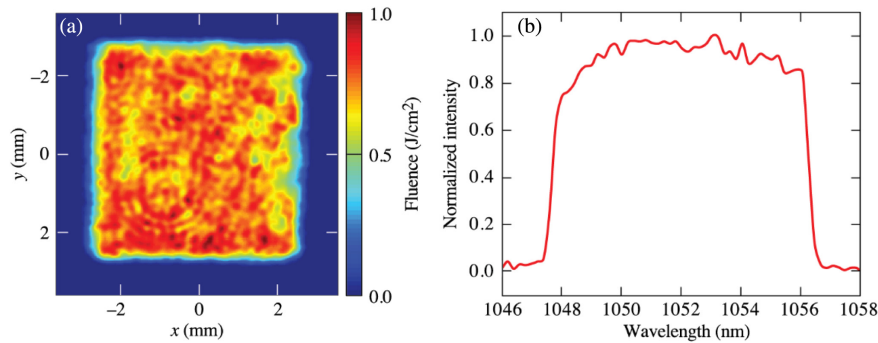 (a)
−2
0
2
y (mm)
−2
0
2
x (mm)
1.0
0.5
0.0
Fluence (J/cm2)
(b)
1.0
0.8
0.6
0.4
0.2
0.0
Normalized intensity
1046 1048 1050 1052 1054 1056 1058
Wavelength (nm)